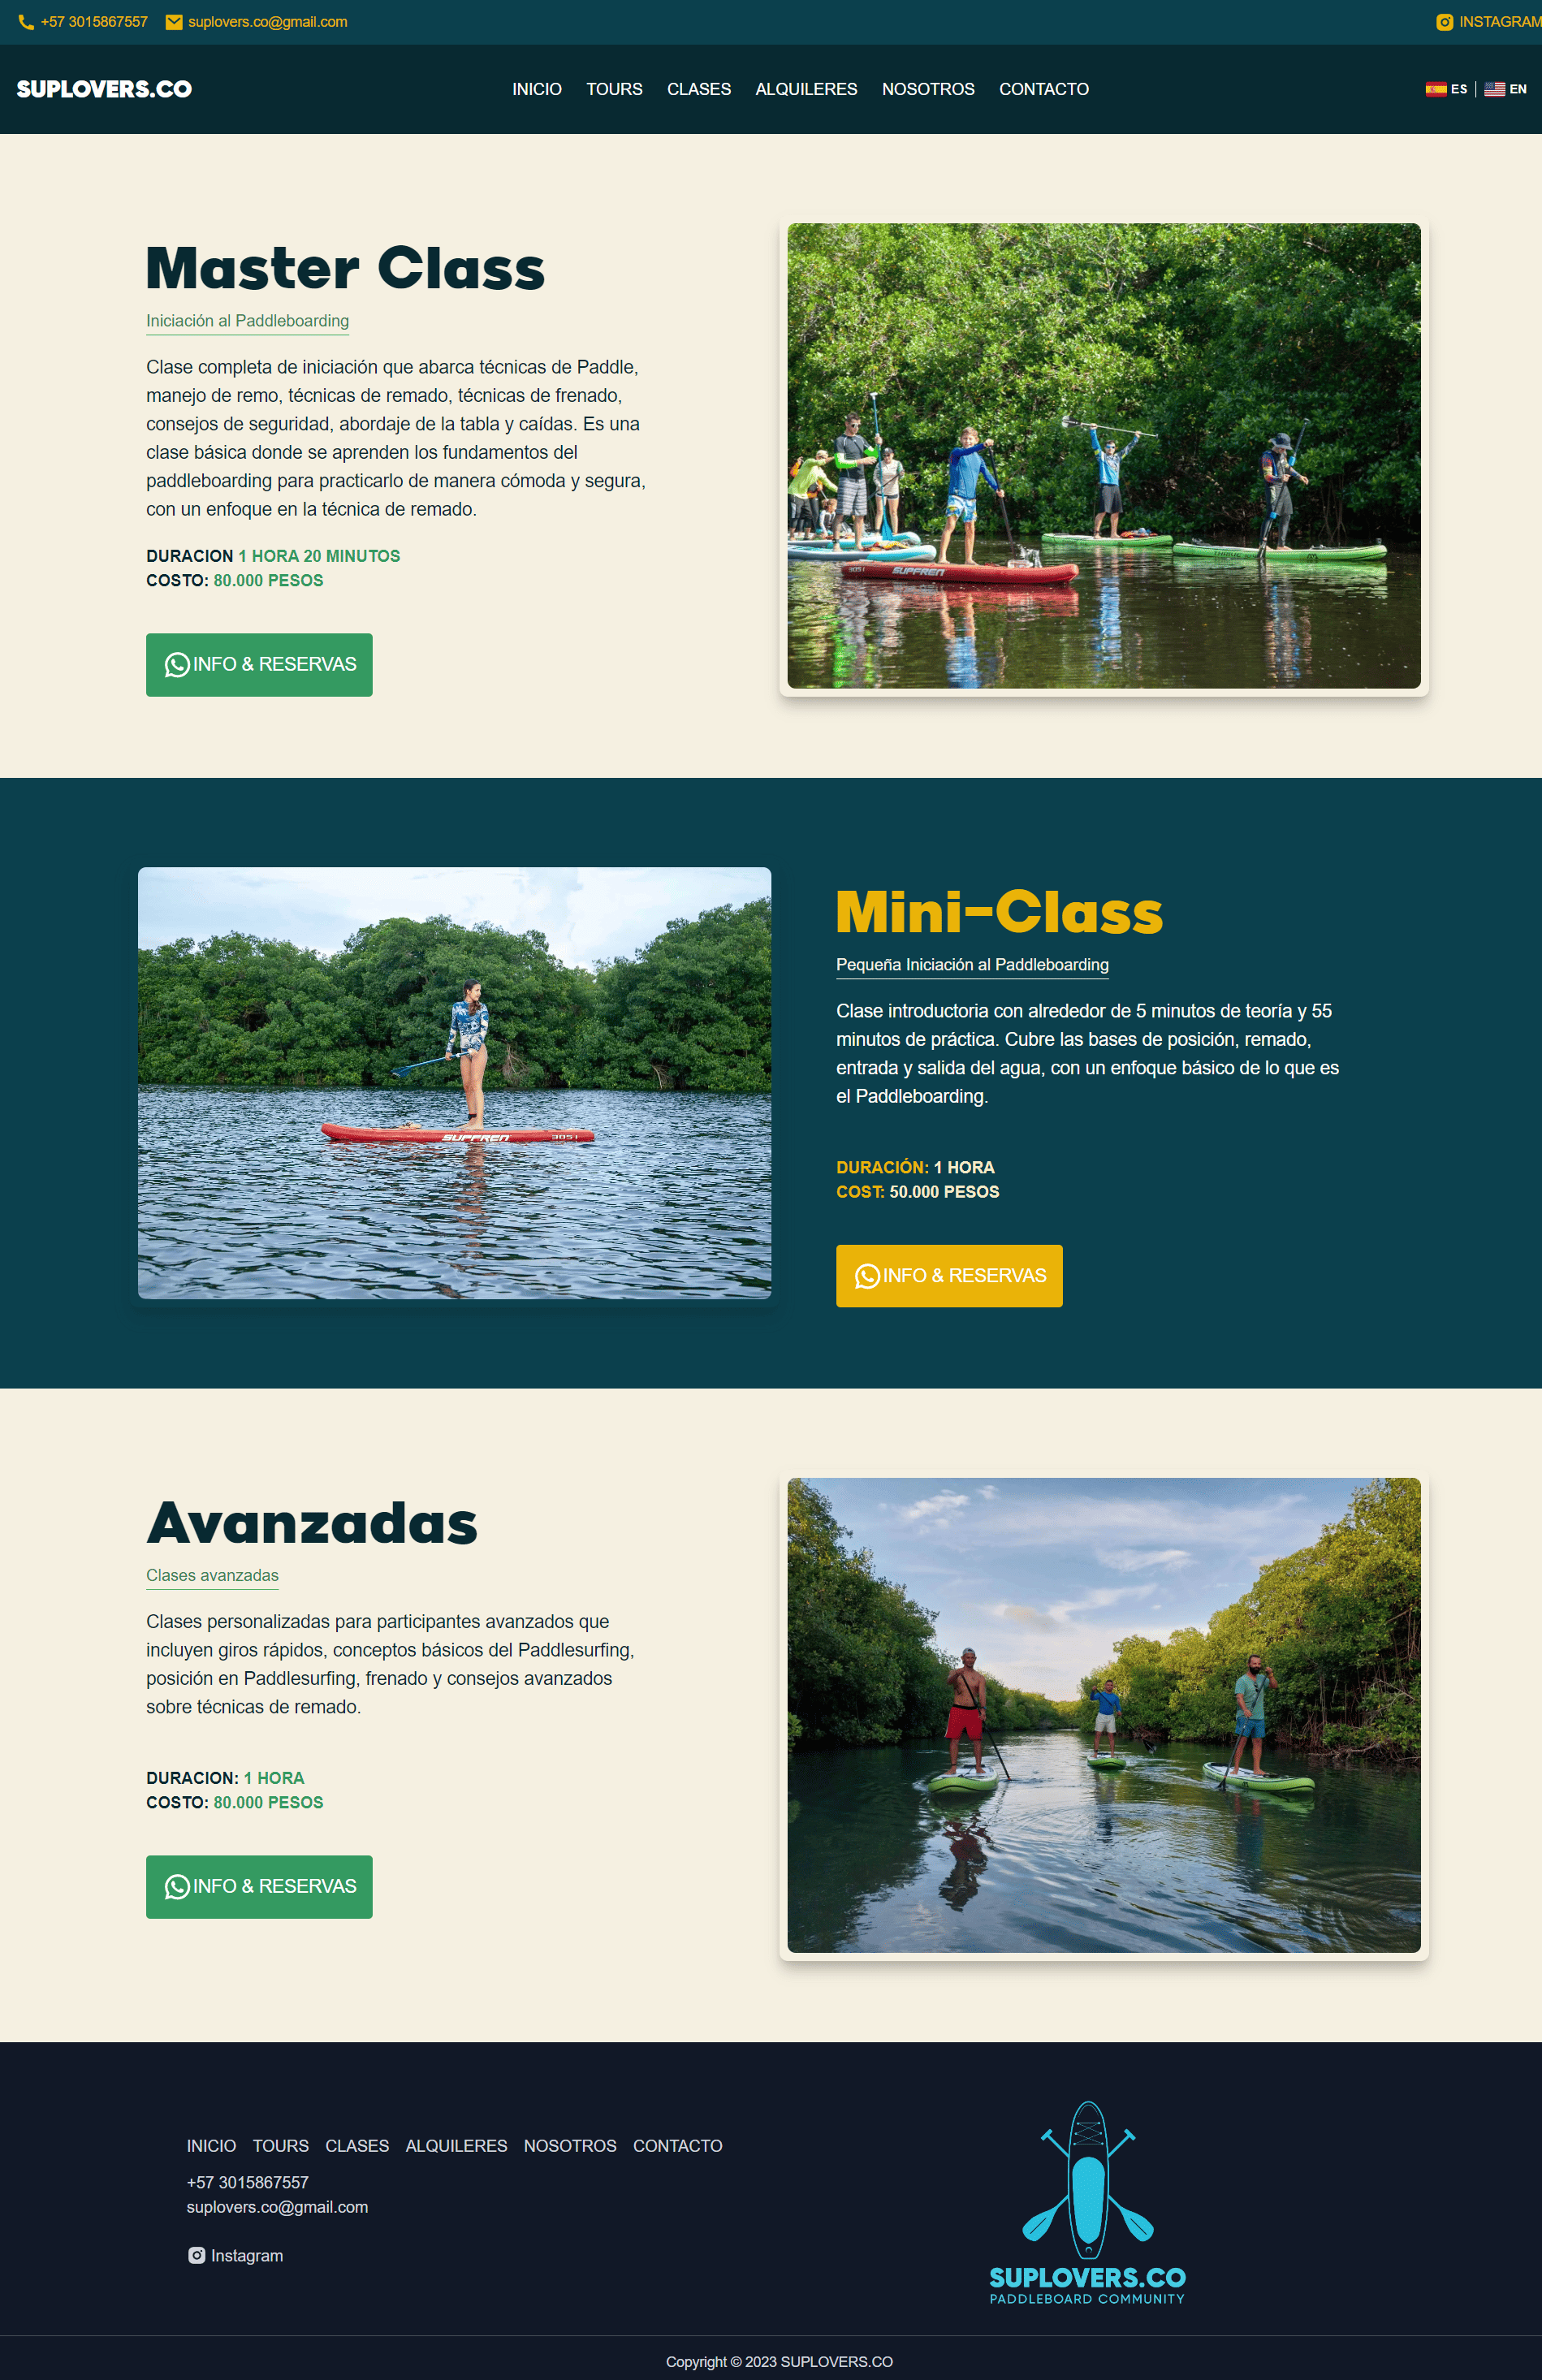 +57 3015867557 suplovers.co@gmail.com INSTAGRAM
SUPLOVERS.CO INICIO TOURS CLASES ALQUILERES NOSOTROS CONTACTO ES | EN
Master Class
Iniciación al Paddleboarding
Clase completa de iniciación que abarca técnicas de Paddle,
manejo de remo, técnicas de remado, técnicas de frenado,
consejos de seguridad, abordaje de la tabla y caídas. Es una
clase básica donde se aprenden los fundamentos del
paddleboarding para practicarlo de manera cómoda y segura,
con un enfoque en la técnica de remado.
DURACION 1 HORA 20 MINUTOS
COSTO: 80.000 PESOS
INFO & RESERVAS
305l SUPFREN
THRIVE
SUPFREN 305l
Mini-Class
Pequeña Iniciación al Paddleboarding
Clase introductoria con alrededor de 5 minutos de teoría y 55
minutos de práctica. Cubre las bases de posición, remado,
entrada y salida del agua, con un enfoque básico de lo que es
el Paddleboarding.
DURACIÓN: 1 HORA
COST: 50.000 PESOS
INFO & RESERVAS
Avanzadas
Clases avanzadas
Clases personalizadas para participantes avanzados que
incluyen giros rápidos, conceptos básicos del Paddlesurfing,
posición en Paddlesurfing, frenado y consejos avanzados
sobre técnicas de remado.
DURACION: 1 HORA
COSTO: 80.000 PESOS
INFO & RESERVAS
INICIO TOURS CLASES ALQUILERES NOSOTROS CONTACTO
+57 3015867557
suplovers.co@gmail.com
Instagram
SUPLOVERS.CO
PADDLEBOARD COMMUNITY
Copyright © 2023 SUPLOVERS.CO